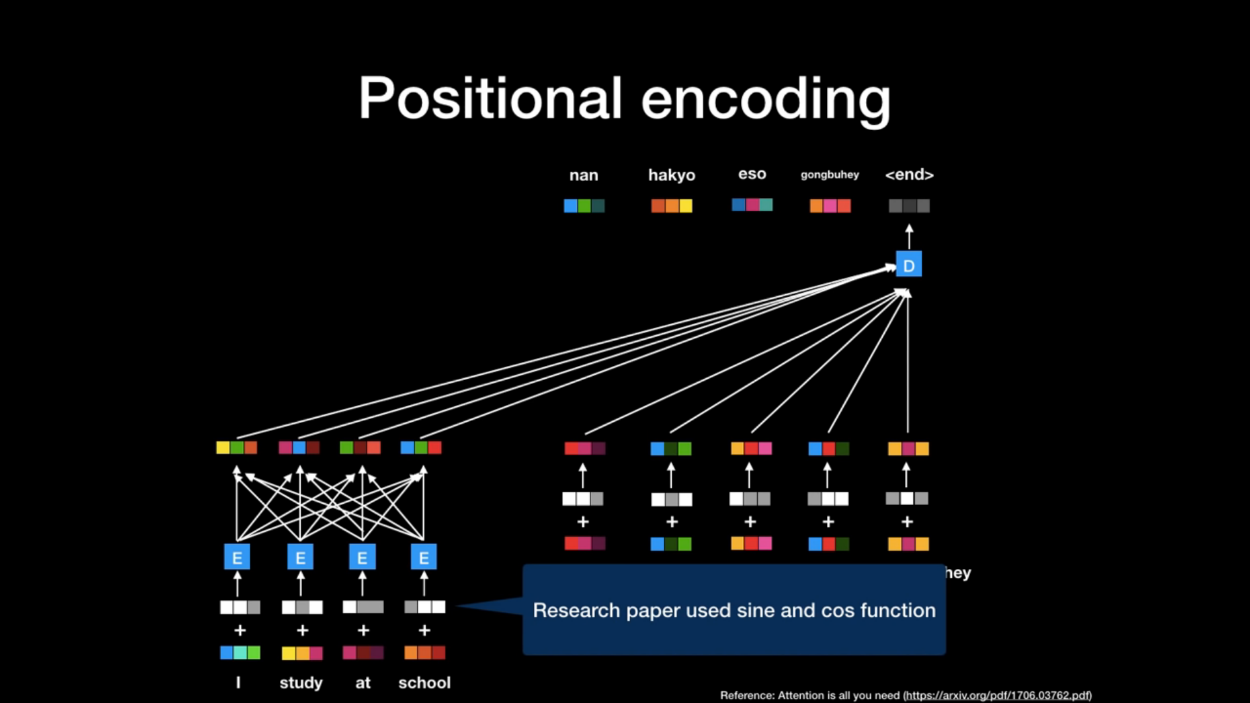 Positional encoding
nan hakyo eso gongbuhey <end>
D
E E E E
+ + + + +
hey
Research paper used sine and cos function
+ + + +
I study at school
Reference: Attention is all you need (https://arxiv.org/pdf/1706.03762.pdf)